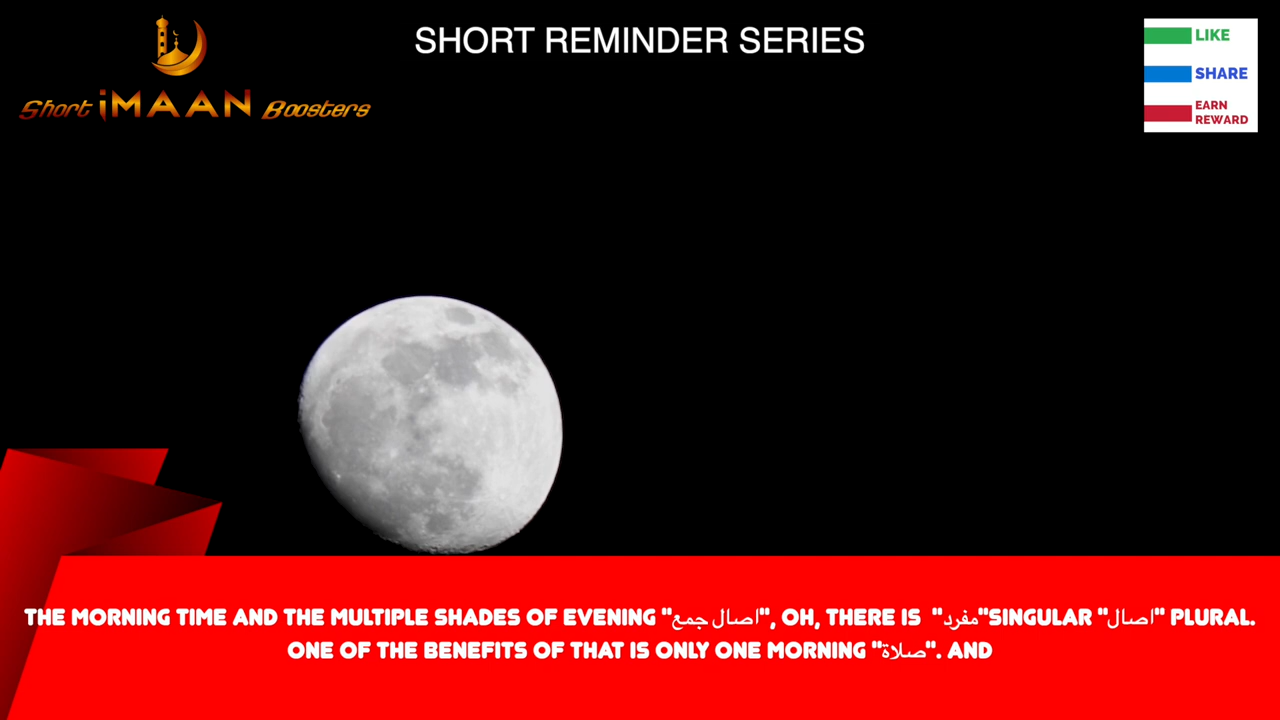 SHORT REMINDER SERIES
Short iMAAN Boosters
LIKE
SHARE
EARN
REWARD
THE MORNING TIME AND THE MULTIPLE SHADES OF EVENING "اصال جمع", OH, THERE IS "مفرد"SINGULAR "اصال" PLURAL.
ONE OF THE BENEFITS OF THAT IS ONLY ONE MORNING "صلاة". AND